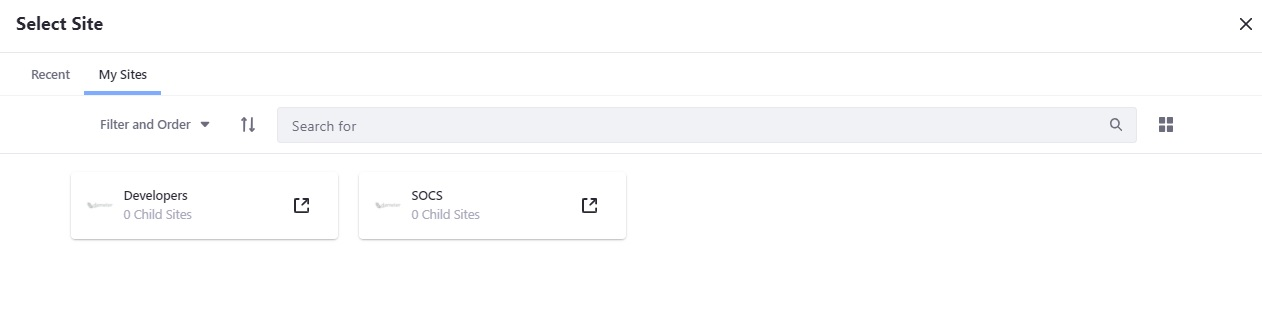 Select Site
Recent
My Sites
Filter and Order
Search for
Developers
0 Child Sites
SOCS
0 Child Sites